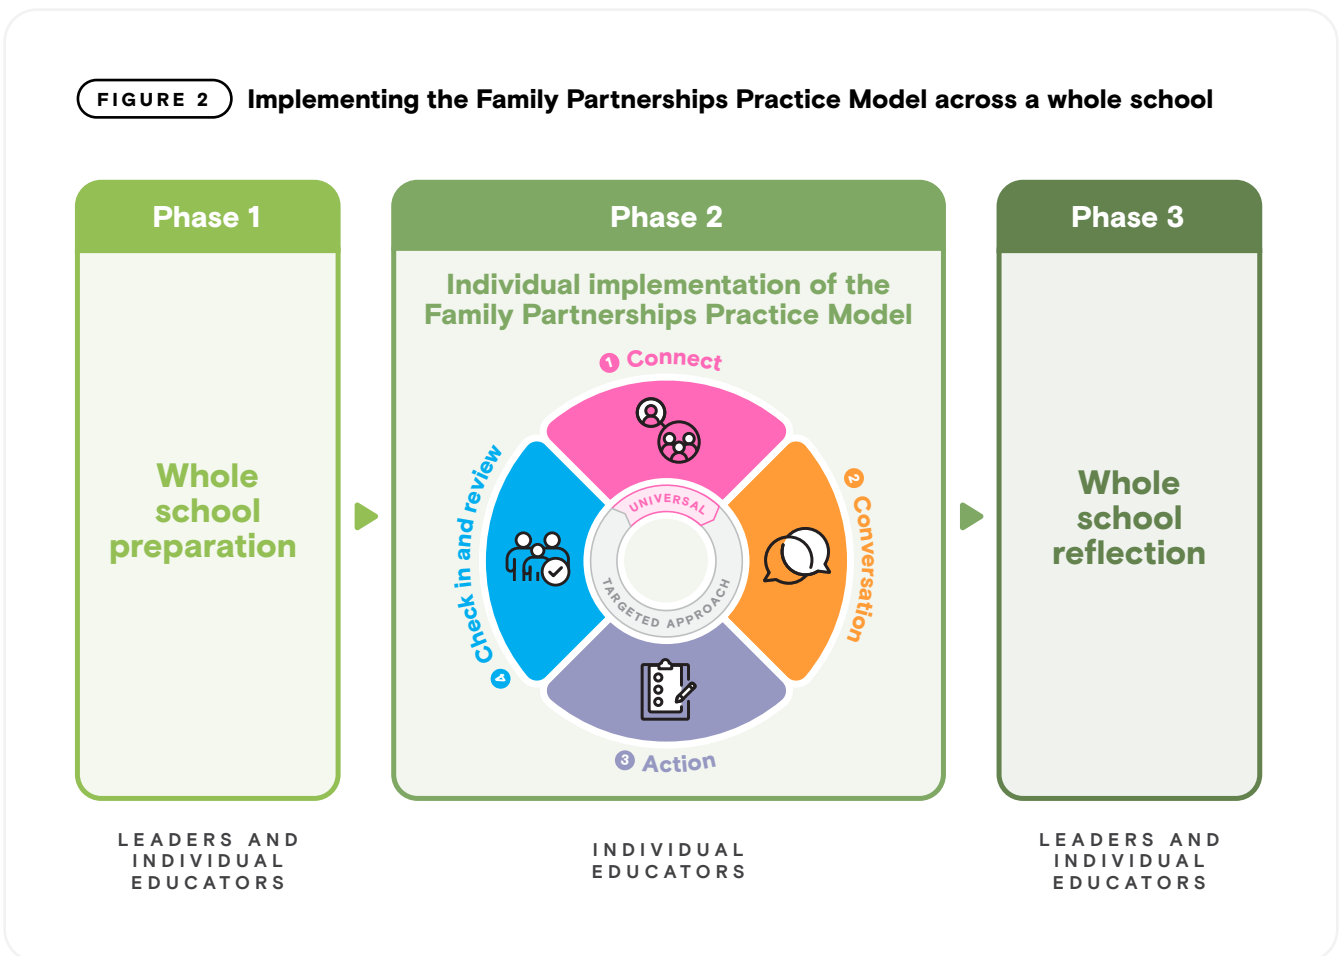 FIGURE 2 Implementing the Family Partnerships Practice Model across a whole school
Phase 1
Whole
school
preparation
LEADERS AND
INDIVIDUAL
EDUCATORS
Phase 2
Individual implementation of the
Family Partnerships Practice Model
1 Connect
2 Conversation
3 Action
4 Check in and review
UNIVERSAL
TARGETED APPROACH
INDIVIDUAL
EDUCATORS
Phase 3
Whole
school
reflection
LEADERS AND
INDIVIDUAL
EDUCATORS